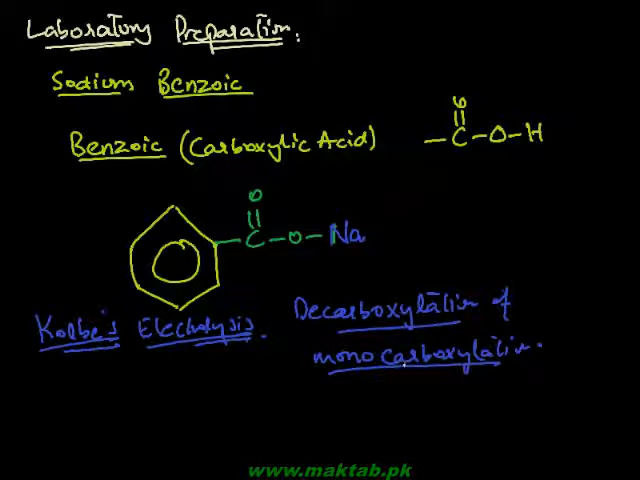 Laboratory Preparation.
Sodium Benzoic
Benzoic (Carboxylic Acid)
O
- C - O - H
O
C - O - Na
Kolbe's Electrolysis.
Decarboxylation of
mono carboxylation.
www.maktab.pk